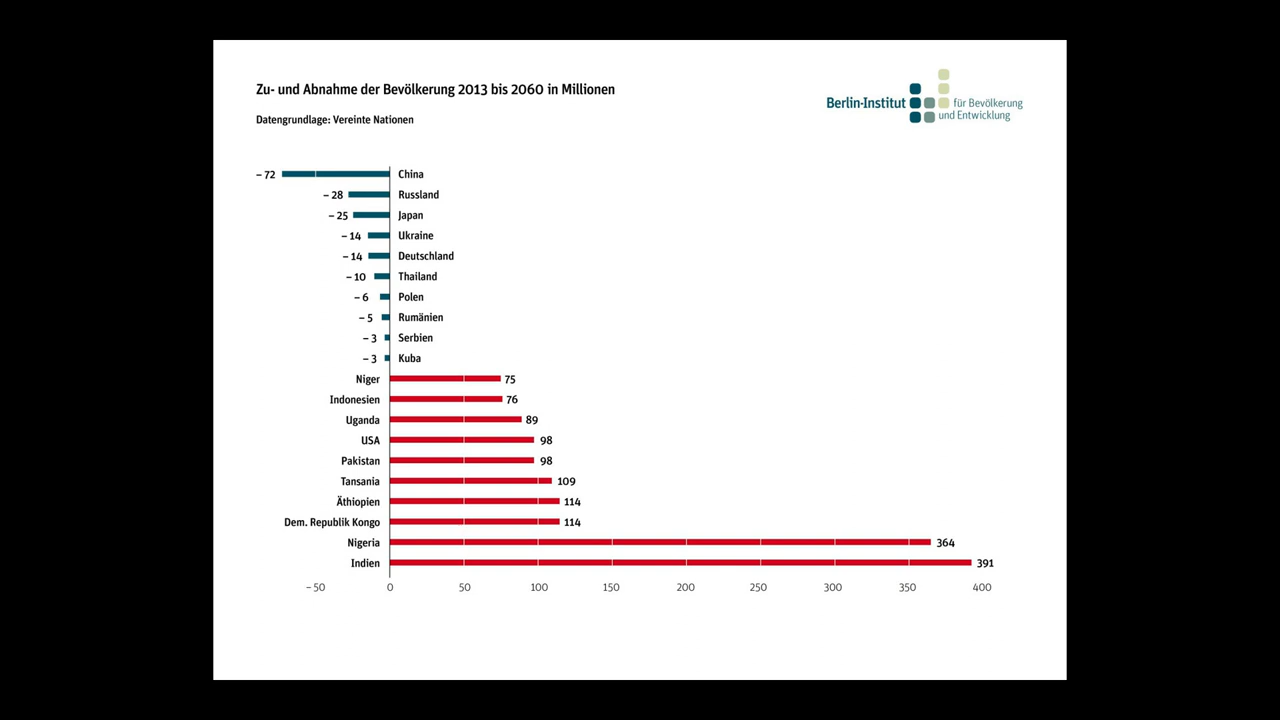 Zu- und Abnahme der Bevölkerung 2013 bis 2060 in Millionen
Datengrundlage: Vereinte Nationen
Berlin-Institut für Bevölkerung
und Entwicklung
– 72 China
– 28 Russland
– 25 Japan
– 14 Ukraine
– 14 Deutschland
– 10 Thailand
– 6 Polen
– 5 Rumänien
– 3 Serbien
– 3 Kuba
Niger 75
Indonesien 76
Uganda 89
USA 98
Pakistan 98
Tansania 109
Äthiopien 114
Dem. Republik Kongo 114
Nigeria 364
Indien 391
– 50 0 50 100 150 200 250 300 350 400